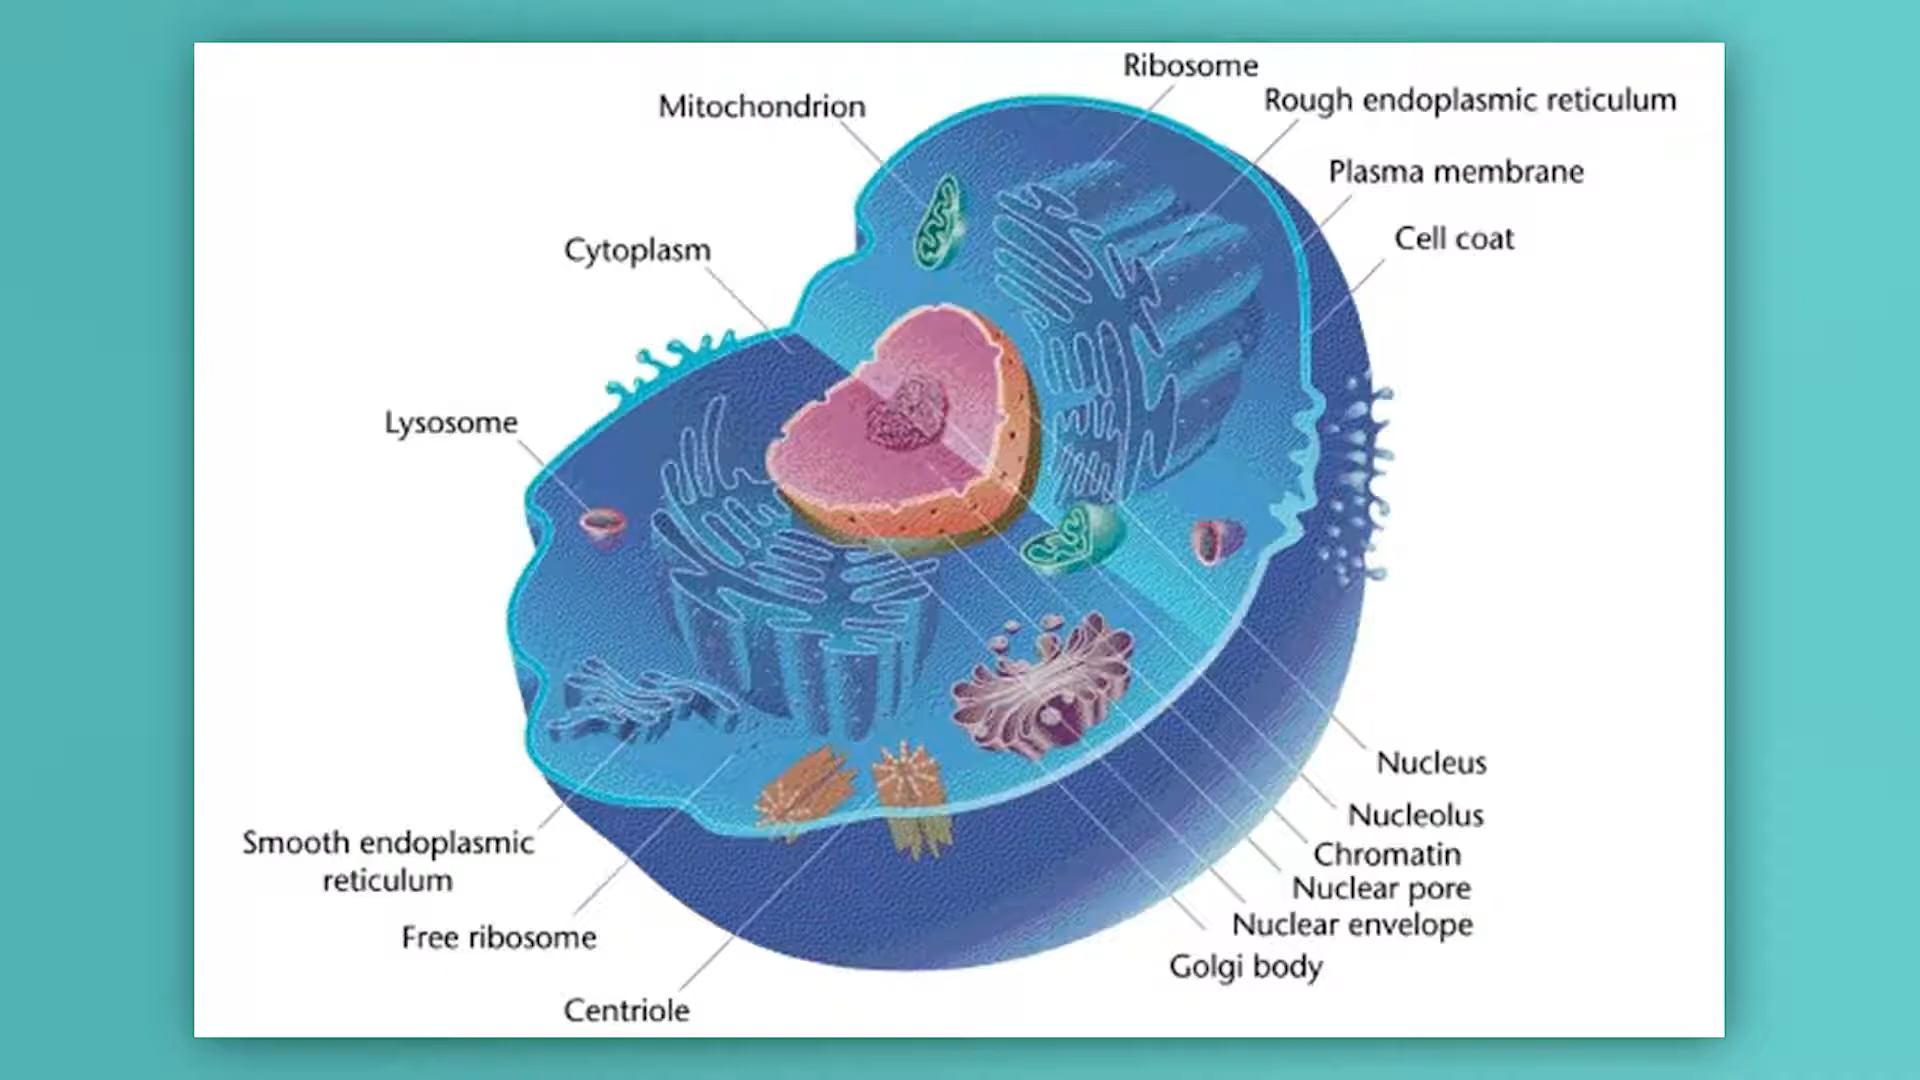 Ribosome
Mitochondrion
Rough endoplasmic reticulum
Plasma membrane
Cell coat
Cytoplasm
Lysosome
Nucleus
Nucleolus
Smooth endoplasmic
reticulum
Chromatin
Nuclear pore
Nuclear envelope
Free ribosome
Golgi body
Centriole